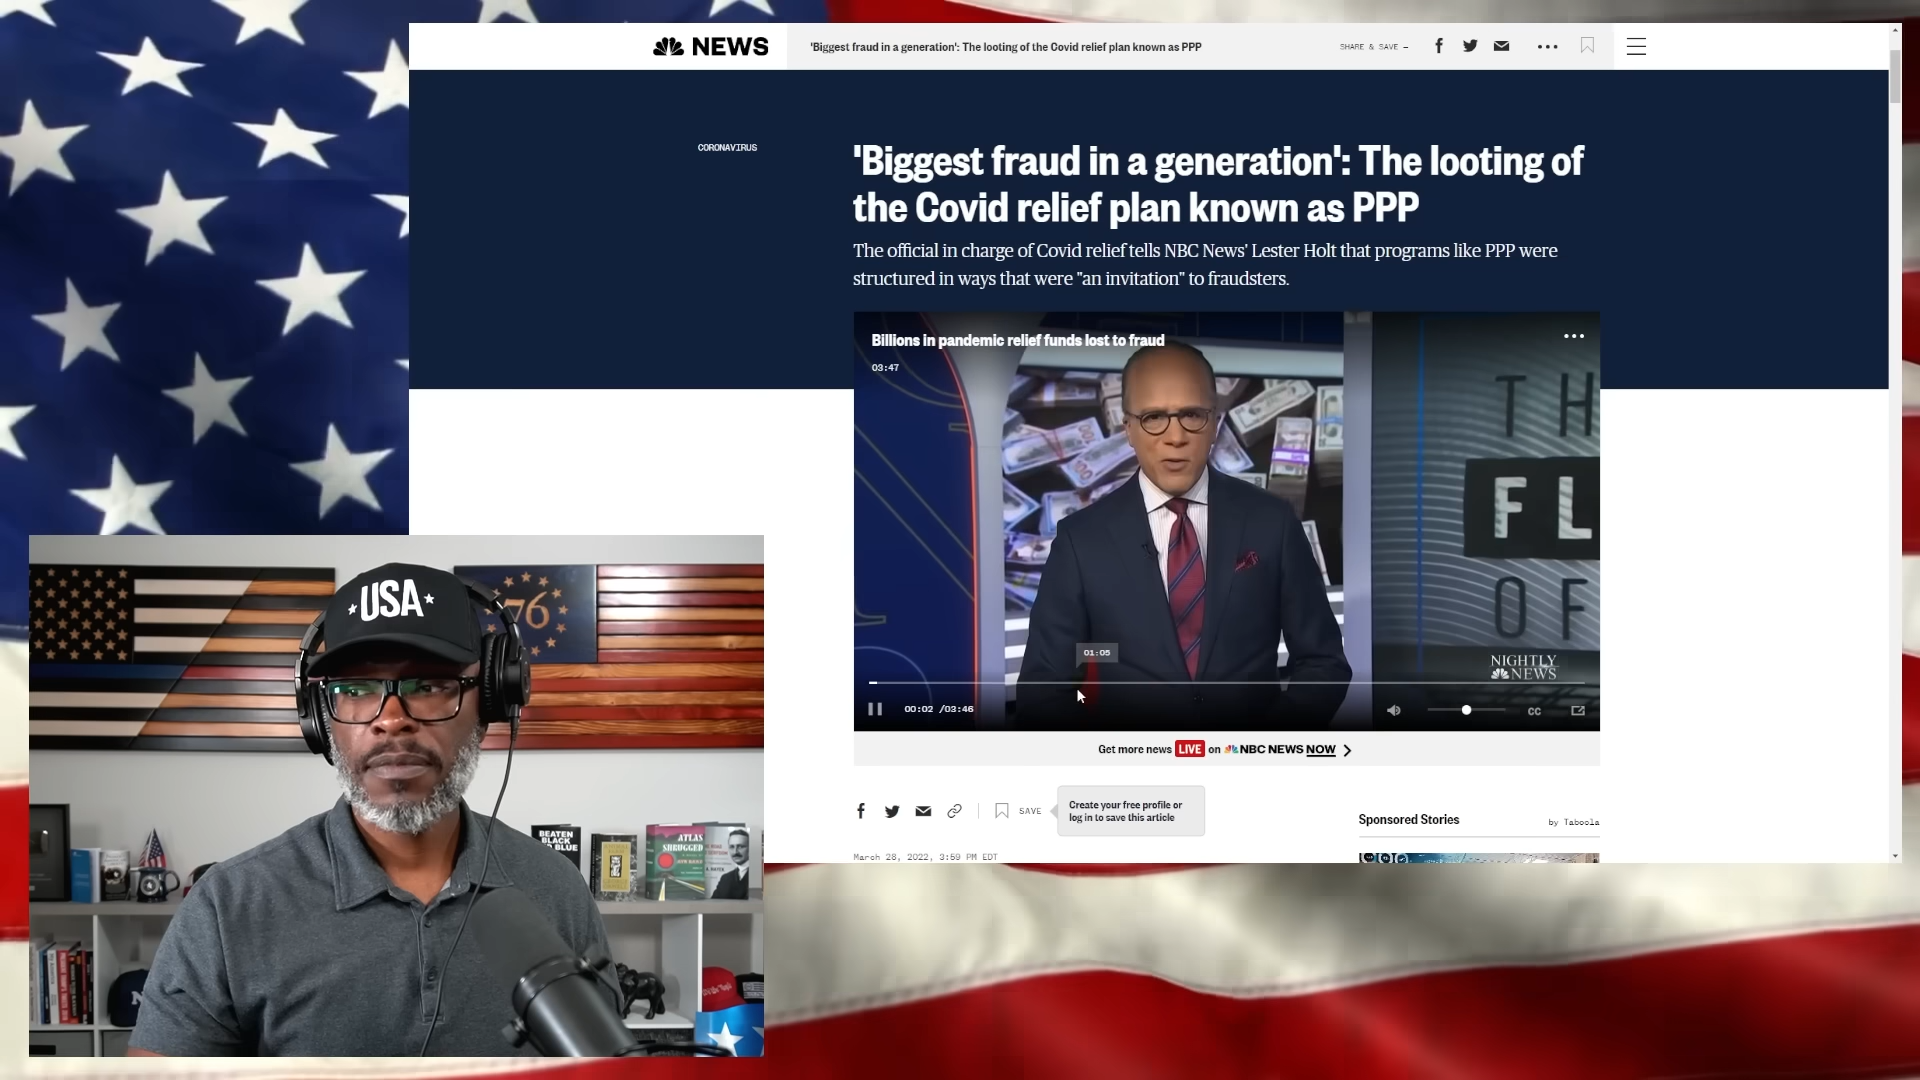 NEWS
'Biggest fraud in a generation': The looting of the Covid relief plan known as PPP
SHARE & SAVE —
CORONAVIRUS
'Biggest fraud in a generation': The looting of
the Covid relief plan known as PPP
The official in charge of Covid relief tells NBC News' Lester Holt that programs like PPP were
structured in ways that were "an invitation" to fraudsters.
Billions in pandemic relief funds lost to fraud
03:47
TH
FL
OF
NIGHTLY
NEWS
01:05
00:02 /03:46
CC
Get more news LIVE on NBC NEWS NOW
SAVE
Create your free profile or
log in to save this article
Sponsored Stories
by Taboola
March 28, 2022, 3:59 PM EDT
USA
76
BEATEN
BLACK
BLUE
ATLAS
SHRUGGED